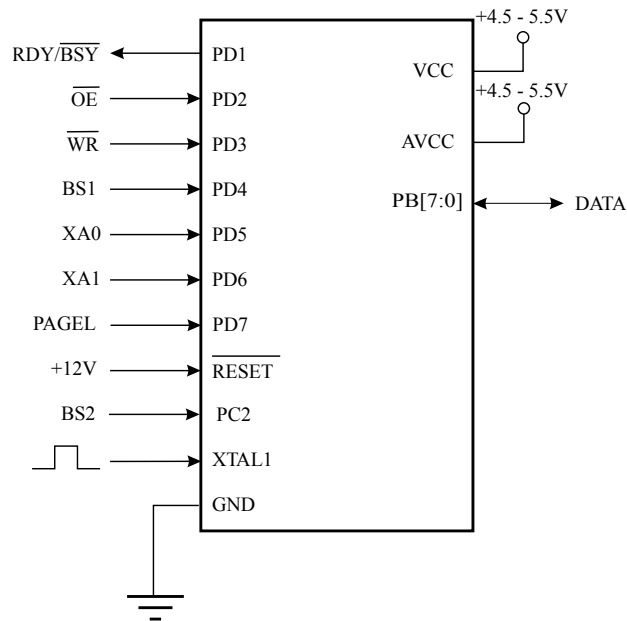 +4.5 - 5.5V
RDY/BSY PD1
VCC
OE PD2
+4.5 - 5.5V
WR PD3 AVCC
BS1 PD4
PB[7:0] DATA
XA0 PD5
XA1 PD6
PAGEL PD7
+12V RESET
BS2 PC2
XTAL1
GND